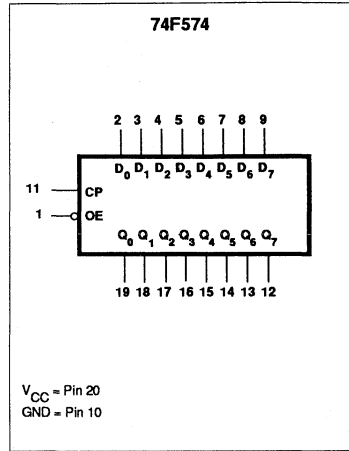 74F574
2 3 4 5 6 7 8 9
D0 D1 D2 D3 D4 D5 D6 D7
11 CP
1 OE
Q0 Q1 Q2 Q3 Q4 Q5 Q6 Q7
19 18 17 16 15 14 13 12
VCC = Pin 20
GND = Pin 10